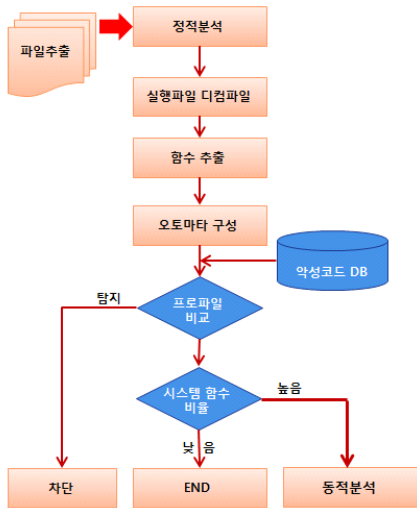 파일추출
정적분석
실행파일 디컴파일
함수 추출
오토마타 구성
악성코드 DB
탐지
프로파일
비교
시스템 함수
비율
높음
낮 음
차단
END
동적분석